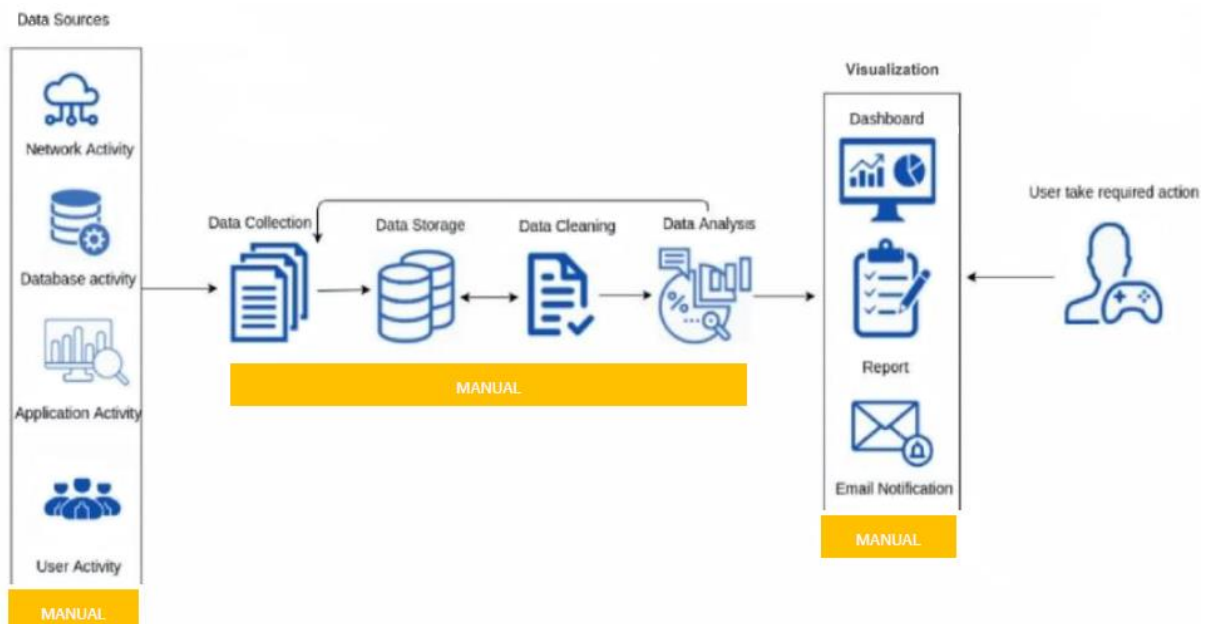 Data Sources
Network Activity
Database activity
Application Activity
User Activity
MANUAL
Data Collection
Data Storage
Data Cleaning
Data Analysis
MANUAL
Visualization
Dashboard
Report
Email Notification
MANUAL
User take required action